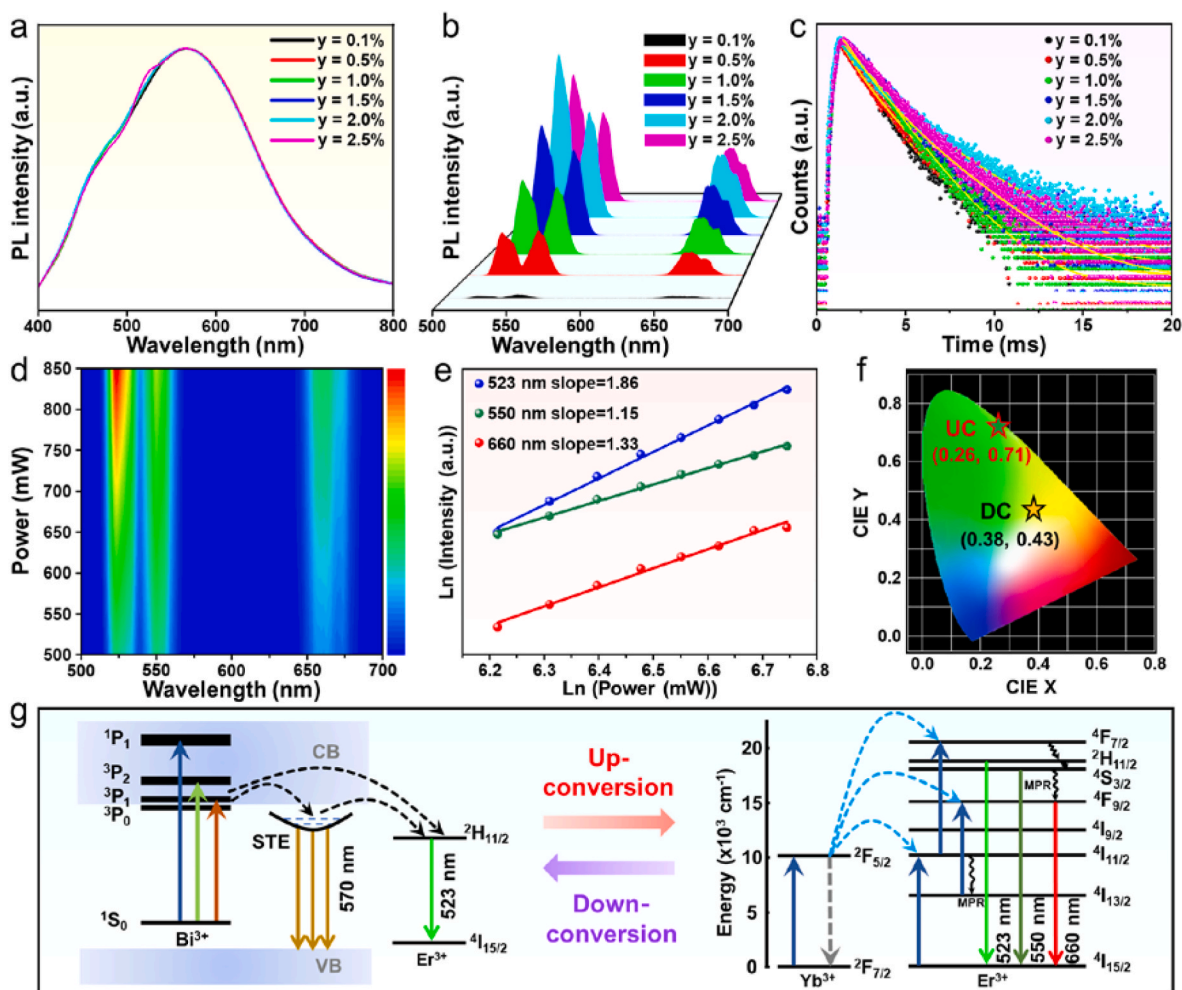 a
PL intensity (a.u.)
y = 0.1%
y = 0.5%
y = 1.0%
y = 1.5%
y = 2.0%
y = 2.5%
400 500 600 700 800
Wavelength (nm)
b
PL intensity (a.u.)
y = 0.1%
y = 0.5%
y = 1.0%
y = 1.5%
y = 2.0%
y = 2.5%
500 550 600 650 700
Wavelength (nm)
c
Counts (a.u.)
y = 0.1%
y = 0.5%
y = 1.0%
y = 1.5%
y = 2.0%
y = 2.5%
0 5 10 15 20
Time (ms)
d
Power (mW)
850
800
750
700
650
600
550
500
500 550 600 650 700
Wavelength (nm)
e
Ln (Intensity (a.u.))
523 nm slope=1.86
550 nm slope=1.15
660 nm slope=1.33
6.2 6.3 6.4 6.5 6.6 6.7 6.8
Ln (Power (mW))
f
CIE Y
0.8
0.6
0.4
0.2
0.0
UC
(0.26, 0.71)
DC
(0.38, 0.43)
0.0 0.2 0.4 0.6 0.8
CIE X
g
¹P₁
³P₂
³P₁
³P₀
¹S₀
Bi³⁺
CB
STE
570 nm
VB
²H₁₁/₂
523 nm
⁴I₁₅/₂
Er³⁺
Up-
conversion
Down-
conversion
Energy (x10³ cm⁻¹)
20
15
10
5
0
²F₅/₂
²F₇/₂
Yb³⁺
⁴F₇/₂
²H₁₁/₂
⁴S₃/₂
MPR
⁴F₉/₂
⁴I₉/₂
⁴I₁₁/₂
MPR
⁴I₁₃/₂
523 nm
550 nm
660 nm
⁴I₁₅/₂
Er³⁺